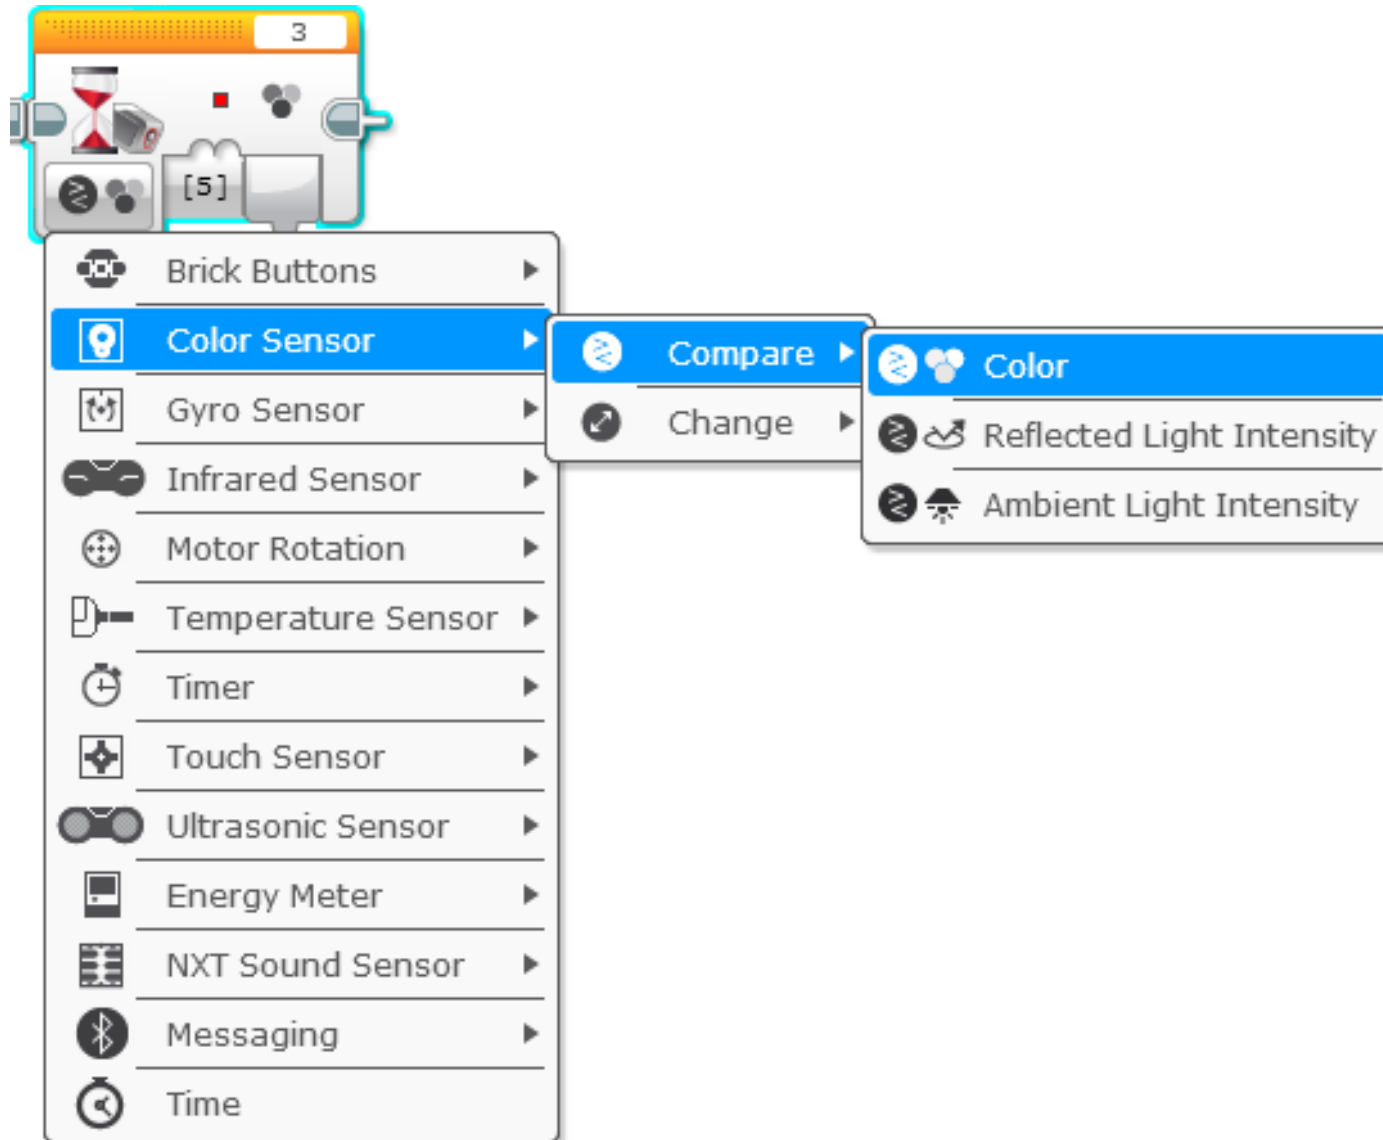 3
[5]
Brick Buttons
Color Sensor
Gyro Sensor
Infrared Sensor
Motor Rotation
Temperature Sensor
Timer
Touch Sensor
Ultrasonic Sensor
Energy Meter
NXT Sound Sensor
Messaging
Time
Compare
Change
Color
Reflected Light Intensity
Ambient Light Intensity